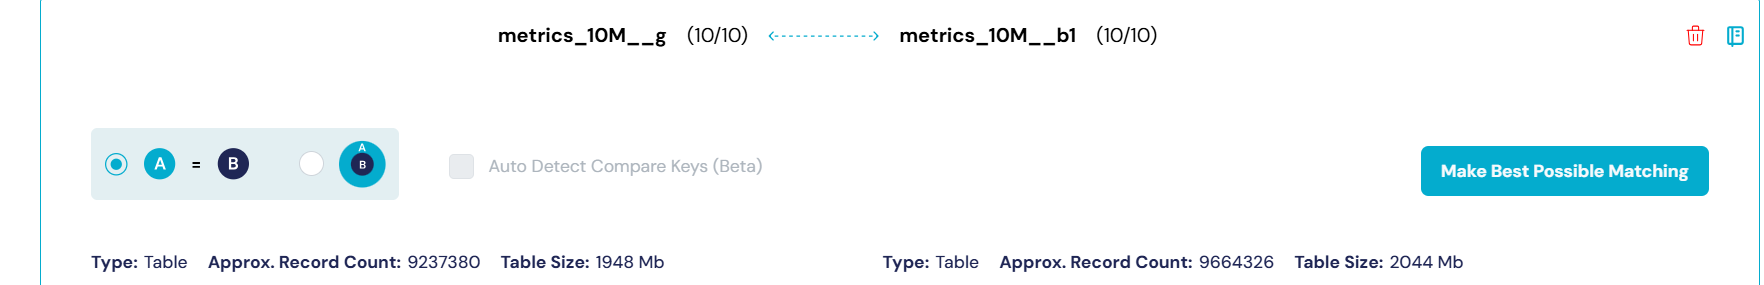 metrics_10M__g (10/10) metrics_10M__b1 (10/10)
A = B A B Auto Detect Compare Keys (Beta) Make Best Possible Matching
Type: Table Approx. Record Count: 9237380 Table Size: 1948 Mb Type: Table Approx. Record Count: 9664326 Table Size: 2044 Mb